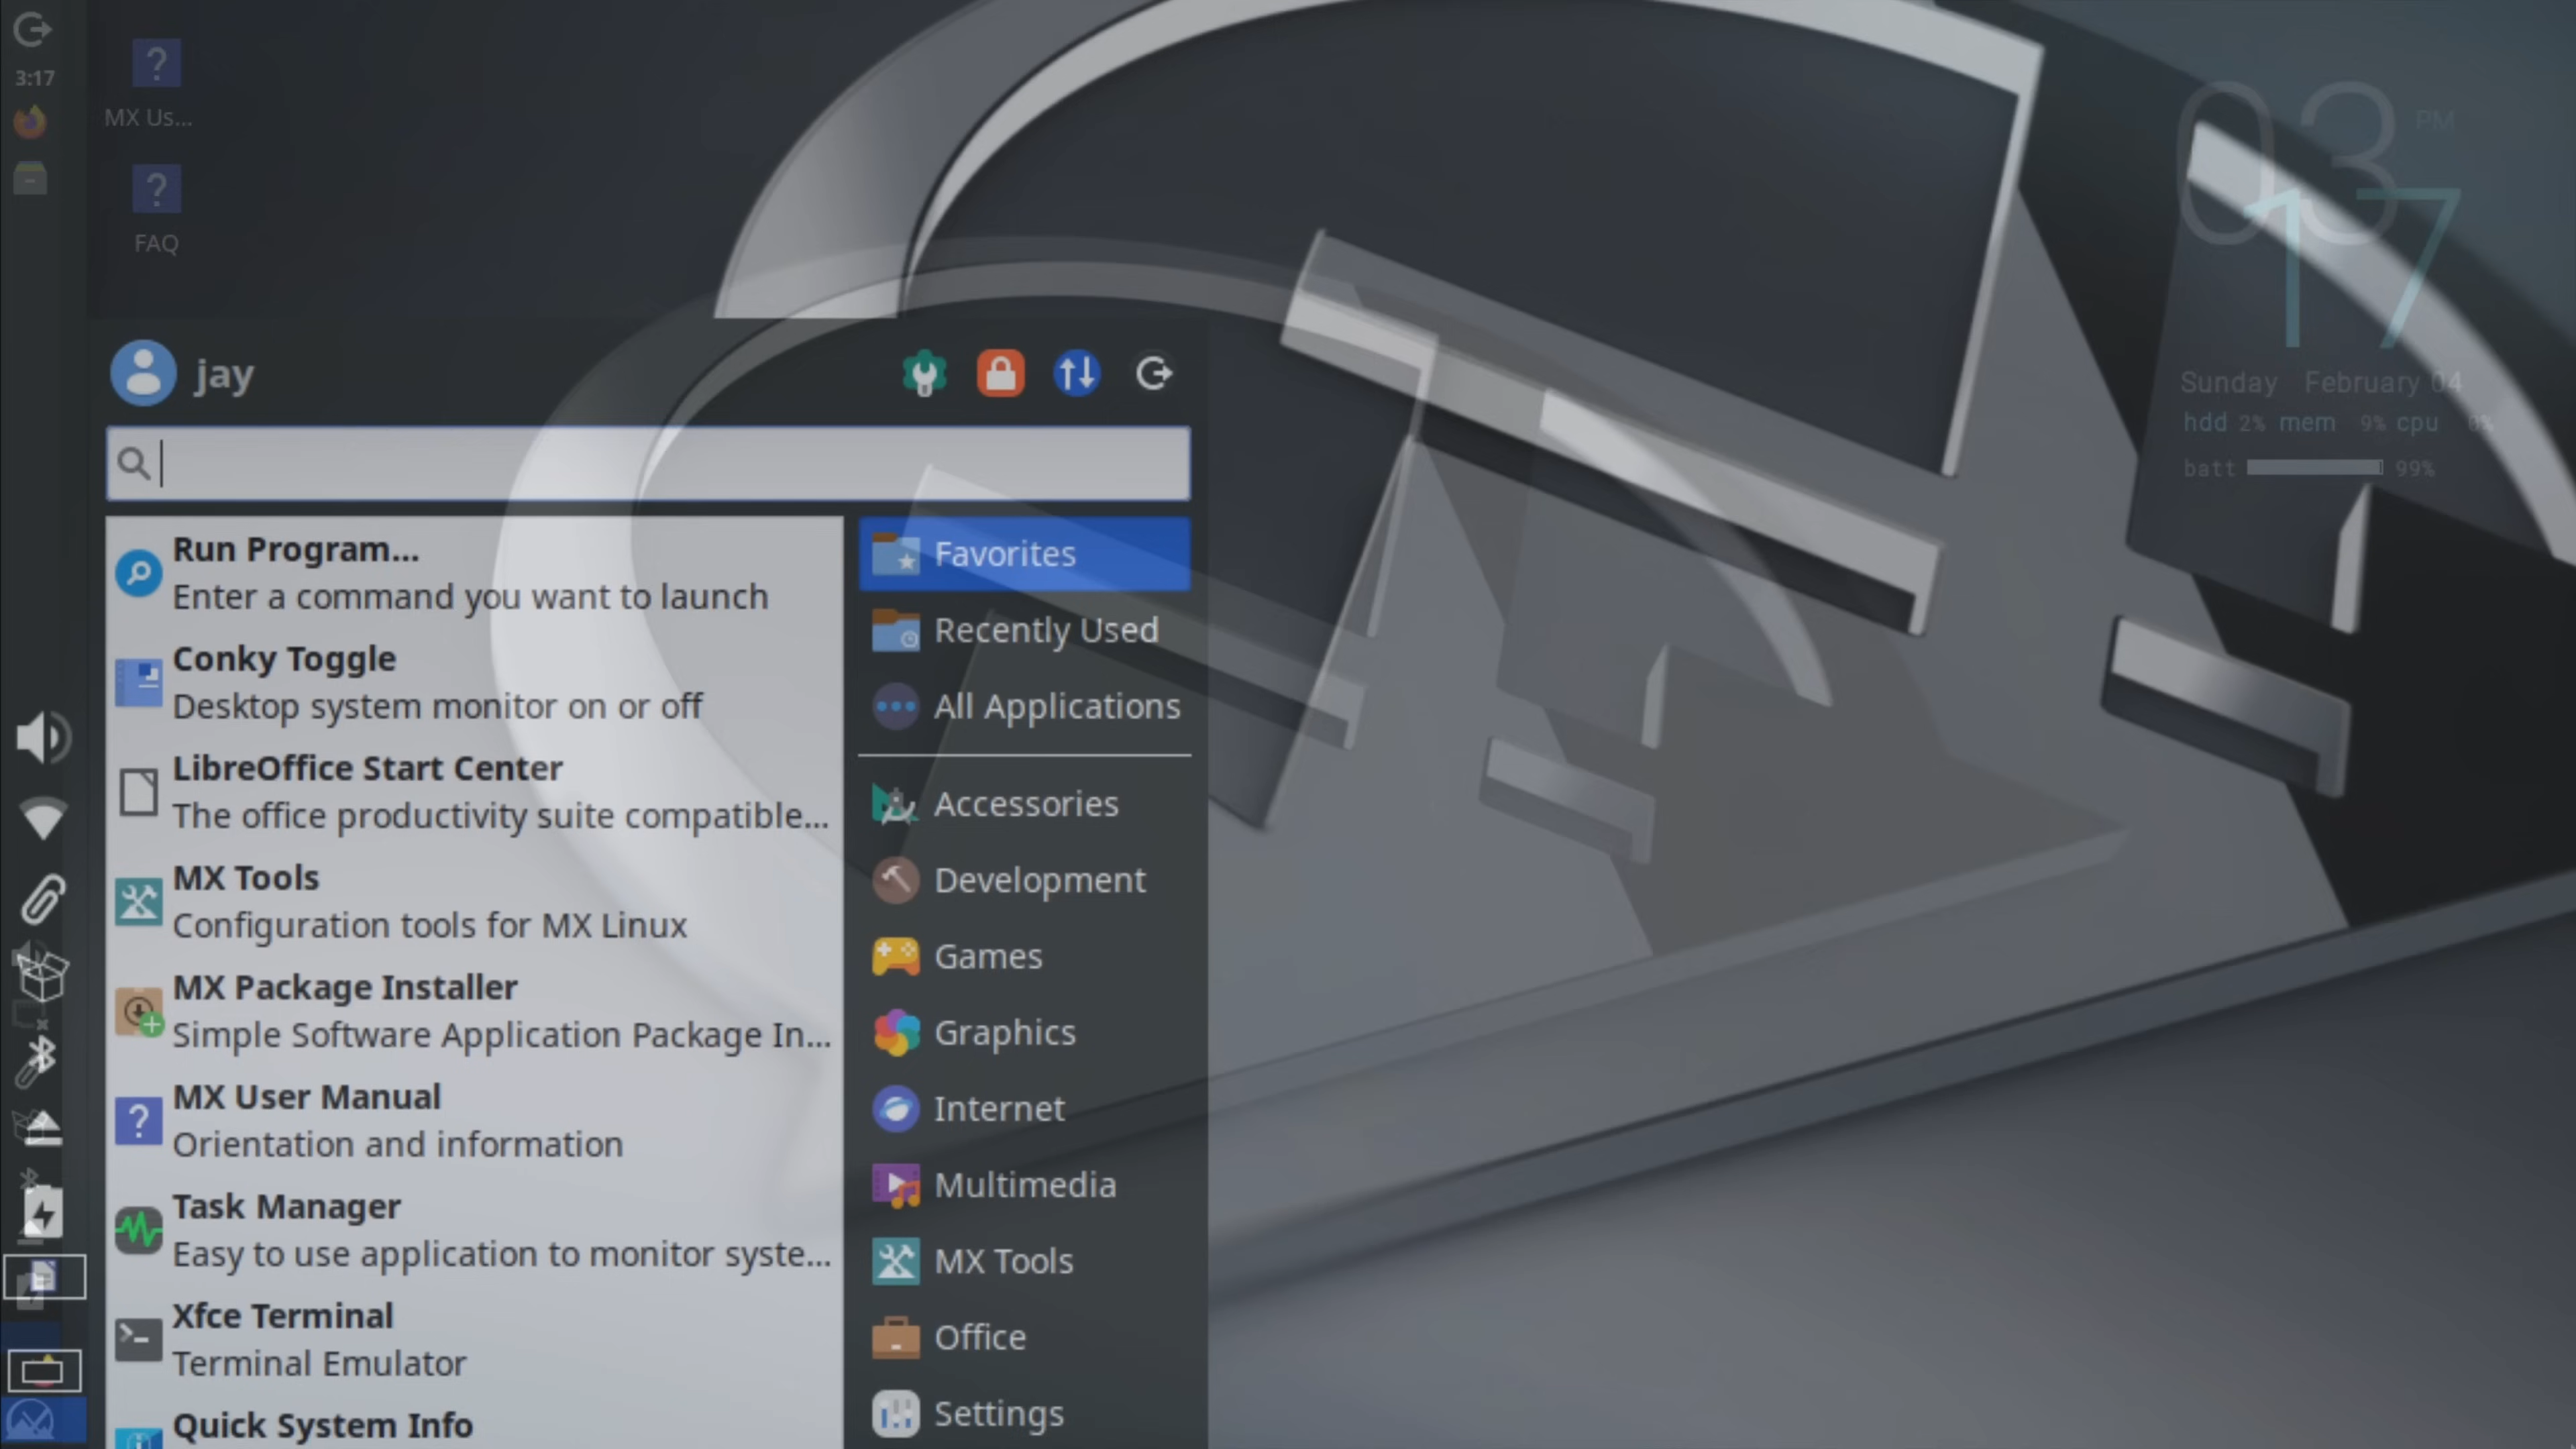 3:17
MX Us...
FAQ
03 PM
17
Sunday February 04
hdd 2% mem 9% cpu 0%
batt 99%
jay
Run Program...
Enter a command you want to launch
Conky Toggle
Desktop system monitor on or off
LibreOffice Start Center
The office productivity suite compatible...
MX Tools
Configuration tools for MX Linux
MX Package Installer
Simple Software Application Package In...
MX User Manual
Orientation and information
Task Manager
Easy to use application to monitor syste...
Xfce Terminal
Terminal Emulator
Quick System Info
Favorites
Recently Used
All Applications
Accessories
Development
Games
Graphics
Internet
Multimedia
MX Tools
Office
Settings